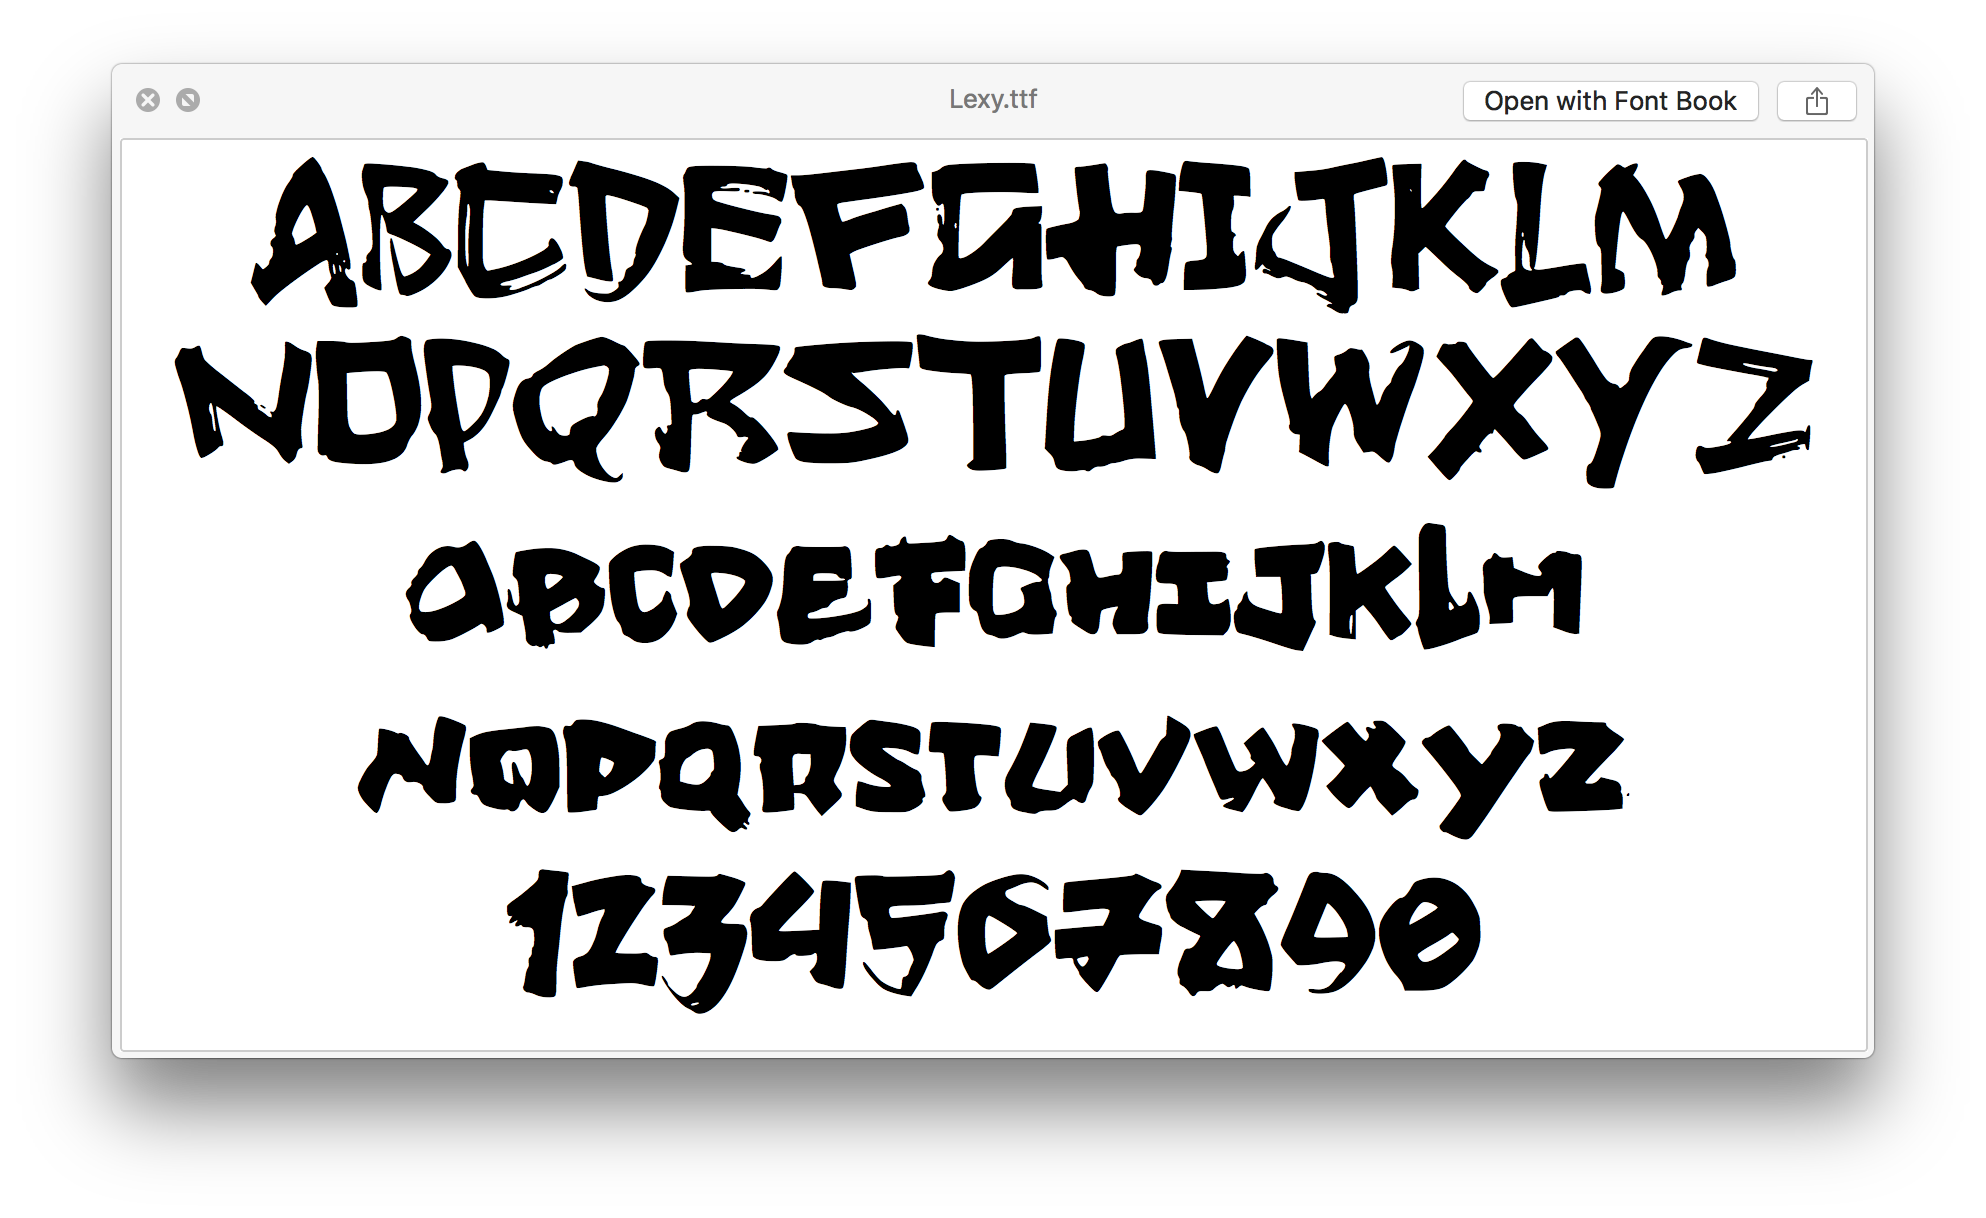 Lexy.ttf
Open with Font Book
ABCDEFGHIJKLM
NOPQRSTUVWXYZ
abcdefghijklm
nopqrstuvwxyz
1234567890